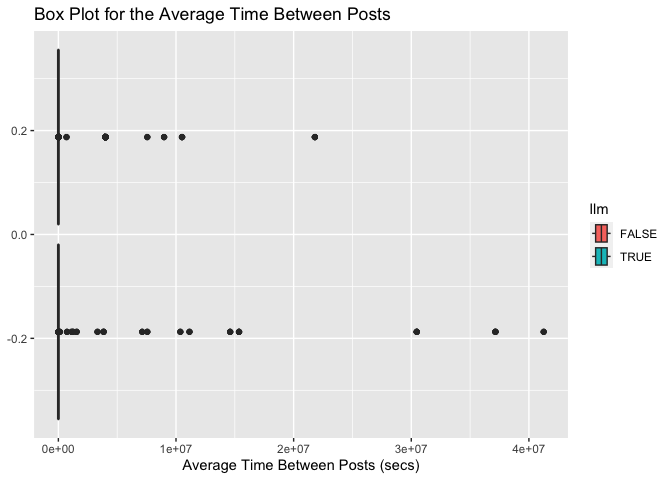 Box Plot for the Average Time Between Posts
0.2
0.0
-0.2
0e+00 1e+07 2e+07 3e+07 4e+07
Average Time Between Posts (secs)
llm
FALSE
TRUE